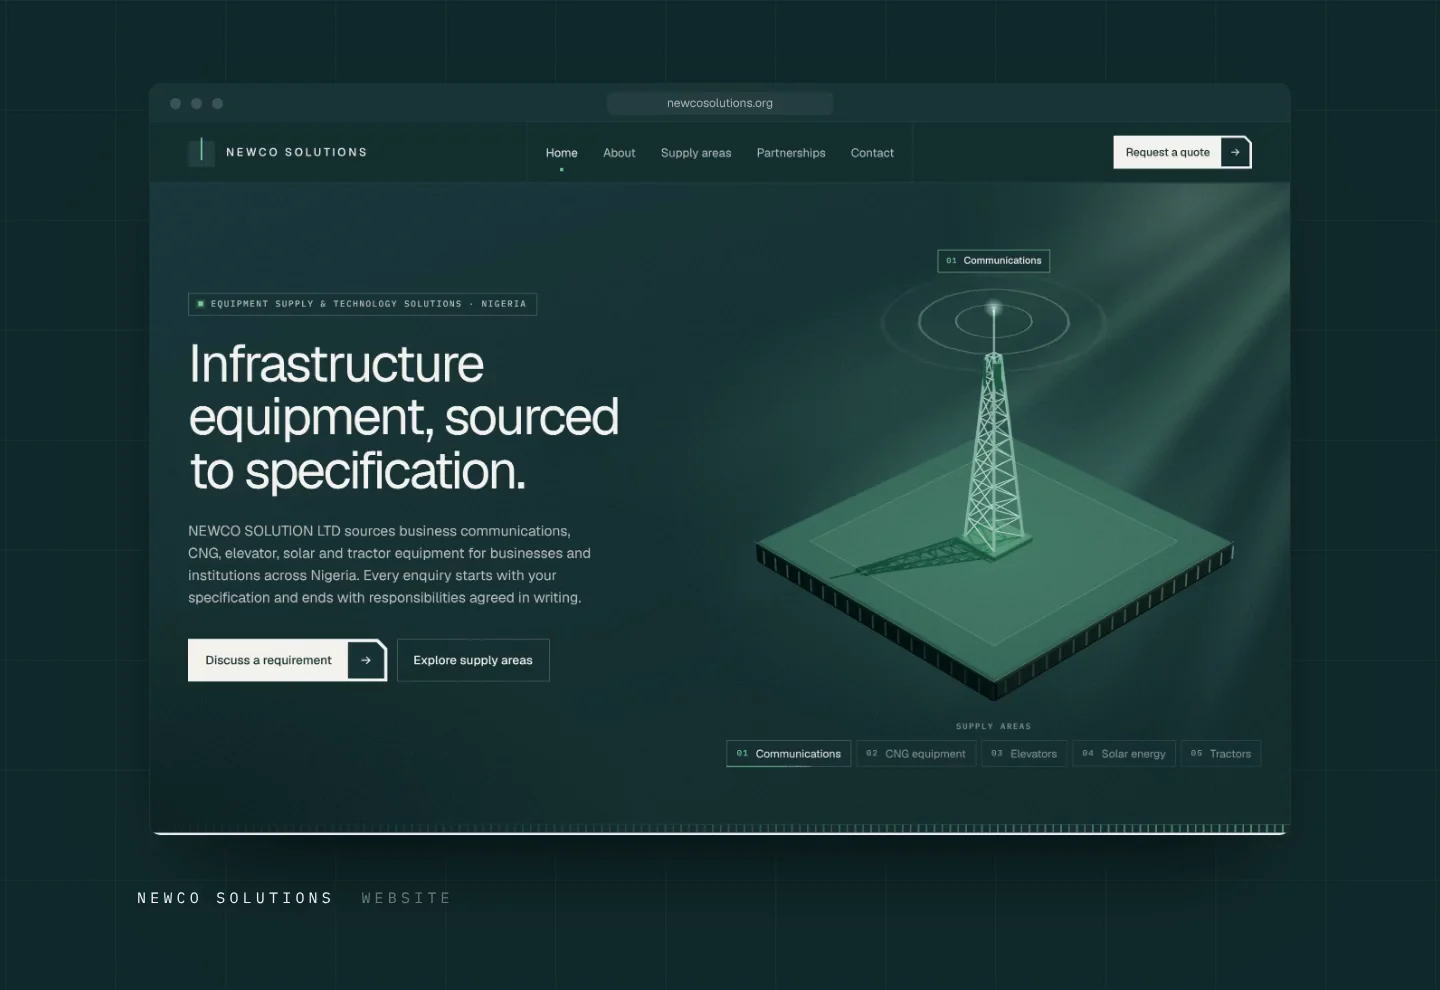 newcosolutions.org
NEWCO SOLUTIONS
Home
About
Supply areas
Partnerships
Contact
Request a quote →
01 Communications
EQUIPMENT SUPPLY & TECHNOLOGY SOLUTIONS · NIGERIA
Infrastructure
equipment, sourced
to specification.
NEWCO SOLUTION LTD sources business communications,
CNG, elevator, solar and tractor equipment for businesses and
institutions across Nigeria. Every enquiry starts with your
specification and ends with responsibilities agreed in writing.
Discuss a requirement →
Explore supply areas
SUPPLY AREAS
01 Communications
02 CNG equipment
03 Elevators
04 Solar energy
05 Tractors
NEWCO SOLUTIONS WEBSITE